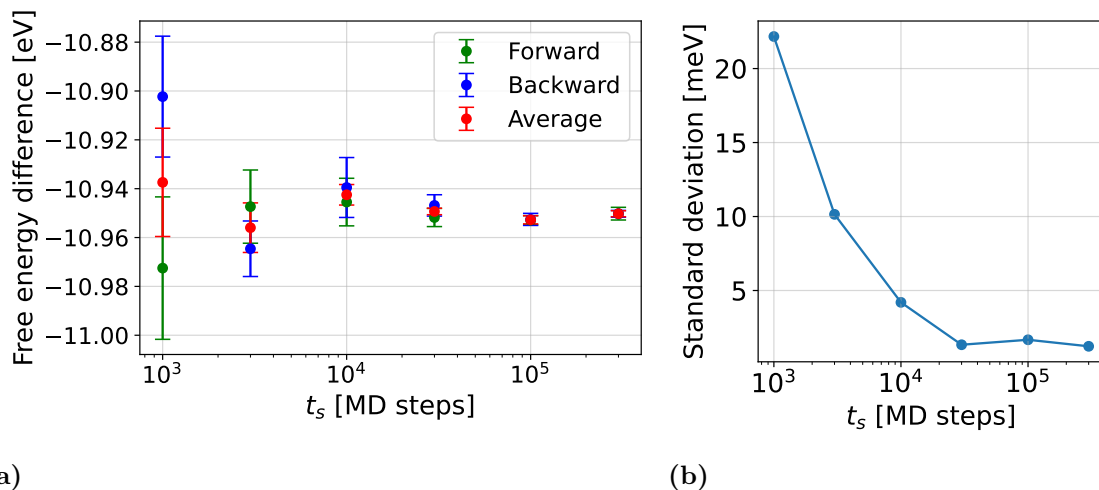 Free energy difference [eV]
−10.88
−10.90
−10.92
−10.94
−10.96
−10.98
−11.00
Forward
Backward
Average
10³
10⁴
10⁵
tₛ [MD steps]
a)
Standard deviation [meV]
20
15
10
5
10³
10⁴
10⁵
tₛ [MD steps]
(b)